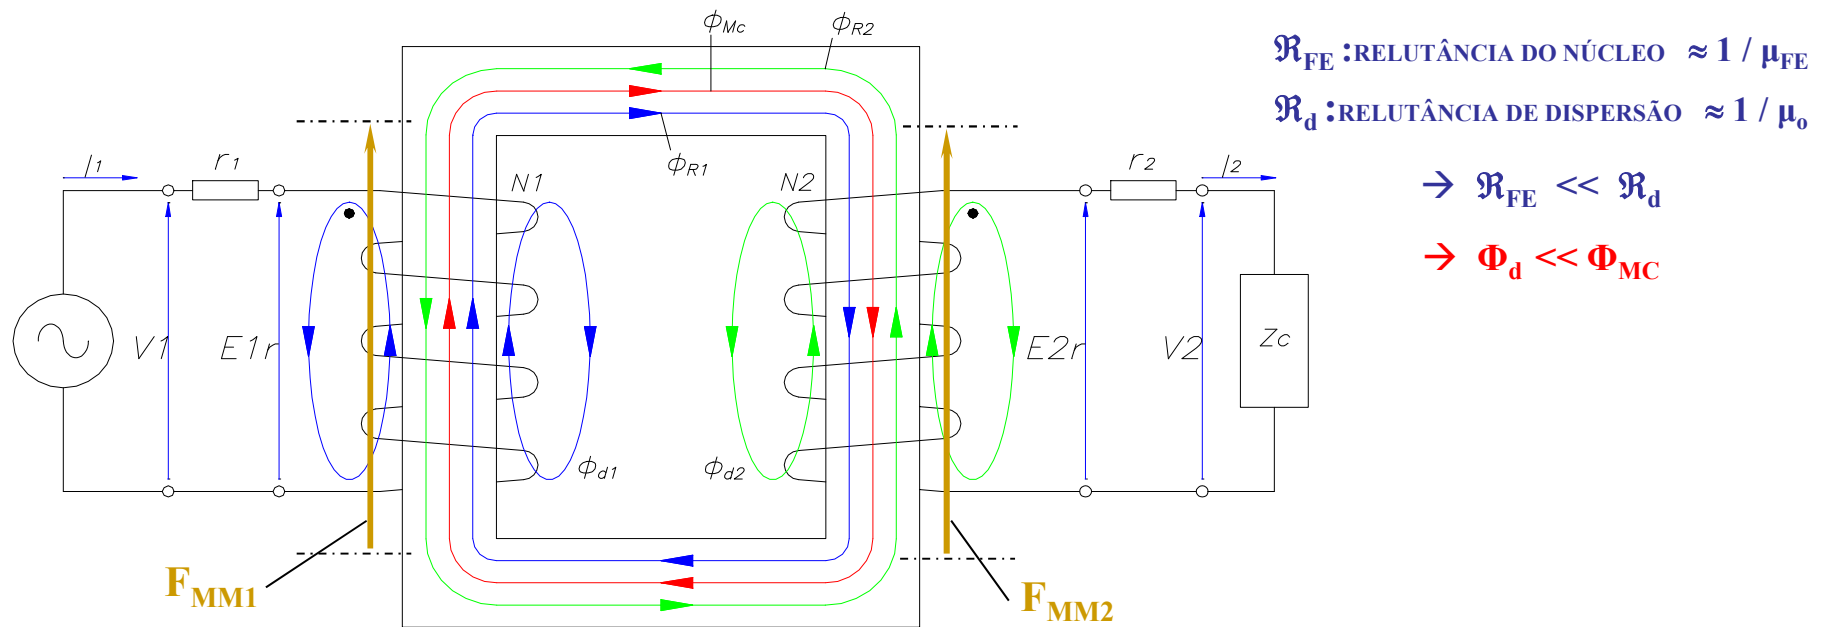 ϕMc
ϕR2
ℜFE :RELUTÂNCIA DO NÚCLEO ≈ 1 / μFE
ℜd :RELUTÂNCIA DE DISPERSÃO ≈ 1 / μo
I1
r1
N1
ϕR1
N2
r2
I2
→ ℜFE << ℜd
→ Φd << ΦMC
V1
E1r
E2r
V2
Zc
ϕd1
ϕd2
FMM1
FMM2